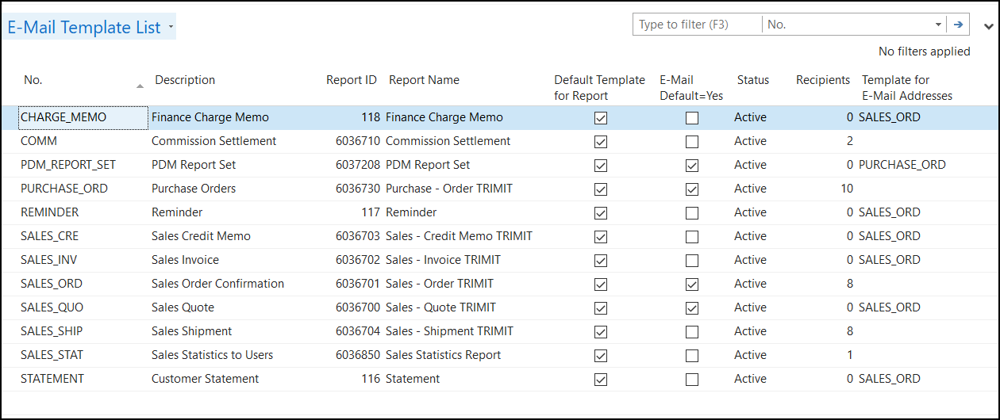 E-Mail Template List
Type to filter (F3) No.
No filters applied
No. Description Report ID Report Name Default Template for Report E-Mail Default=Yes Status Recipients Template for E-Mail Addresses
CHARGE_MEMO Finance Charge Memo 118 Finance Charge Memo Active 0 SALES_ORD
COMM Commission Settlement 6036710 Commission Settlement Active 2
PDM_REPORT_SET PDM Report Set 6037208 PDM Report Set Active 0 PURCHASE_ORD
PURCHASE_ORD Purchase Orders 6036730 Purchase - Order TRIMIT Active 10
REMINDER Reminder 117 Reminder Active 0 SALES_ORD
SALES_CRE Sales Credit Memo 6036703 Sales - Credit Memo TRIMIT Active 0 SALES_ORD
SALES_INV Sales Invoice 6036702 Sales - Invoice TRIMIT Active 0 SALES_ORD
SALES_ORD Sales Order Confirmation 6036701 Sales - Order TRIMIT Active 8
SALES_QUO Sales Quote 6036700 Sales - Quote TRIMIT Active 0 SALES_ORD
SALES_SHIP Sales Shipment 6036704 Sales - Shipment TRIMIT Active 8
SALES_STAT Sales Statistics to Users 6036850 Sales Statistics Report Active 1
STATEMENT Customer Statement 116 Statement Active 0 SALES_ORD